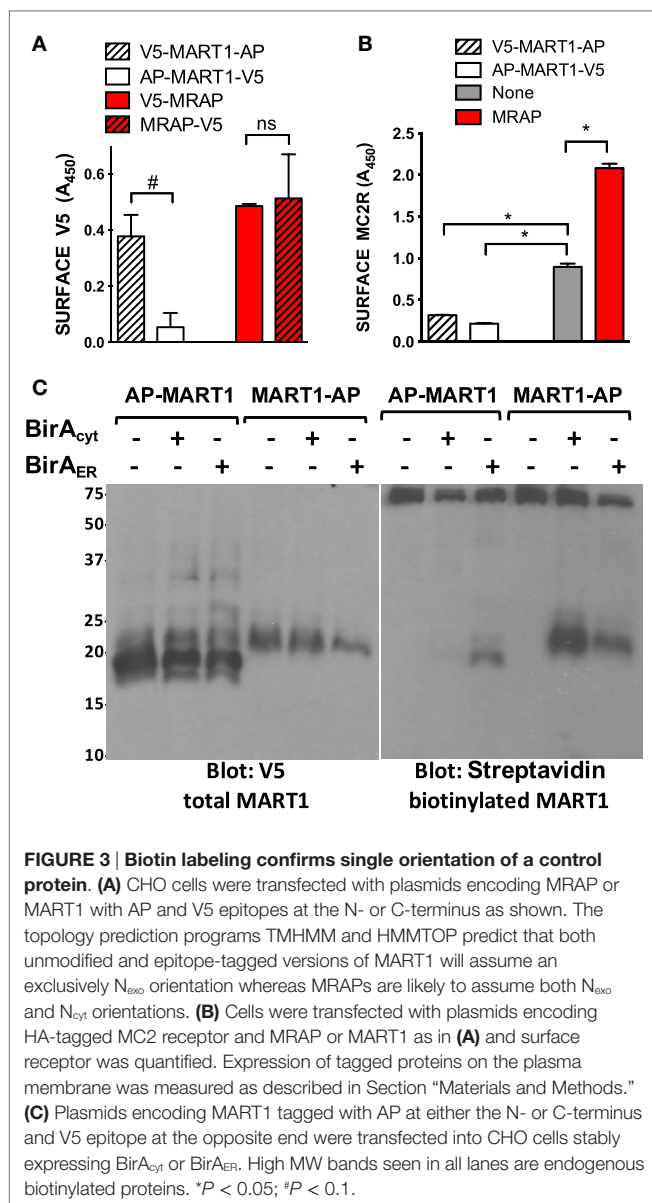 A
V5-MART1-AP
AP-MART1-V5
V5-MRAP
MRAP-V5
SURFACE V5 (A450)
0.6
0.4
0.2
0.0
#
ns
B
V5-MART1-AP
AP-MART1-V5
None
MRAP
SURFACE MC2R (A450)
2.5
2.0
1.5
1.0
0.5
0.0
*
*
*
C
AP-MART1 MART1-AP AP-MART1 MART1-AP
BirAcyt - + - - + - - + - - + -
BirAER - - + - - + - - + - - +
75
50
37
25
20
15
10
Blot: V5
total MART1
Blot: Streptavidin
biotinylated MART1
FIGURE 3 | Biotin labeling confirms single orientation of a control
protein. (A) CHO cells were transfected with plasmids encoding MRAP or
MART1 with AP and V5 epitopes at the N- or C-terminus as shown. The
topology prediction programs TMHMM and HMMTOP predict that both
unmodified and epitope-tagged versions of MART1 will assume an
exclusively Nexo orientation whereas MRAPs are likely to assume both Nexo
and Ncyt orientations. (B) Cells were transfected with plasmids encoding
HA-tagged MC2 receptor and MRAP or MART1 as in (A) and surface
receptor was quantified. Expression of tagged proteins on the plasma
membrane was measured as described in Section “Materials and Methods.”
(C) Plasmids encoding MART1 tagged with AP at either the N- or C-terminus
and V5 epitope at the opposite end were transfected into CHO cells stably
expressing BirAcyt or BirAER. High MW bands seen in all lanes are endogenous
biotinylated proteins. *P < 0.05; #P < 0.1.